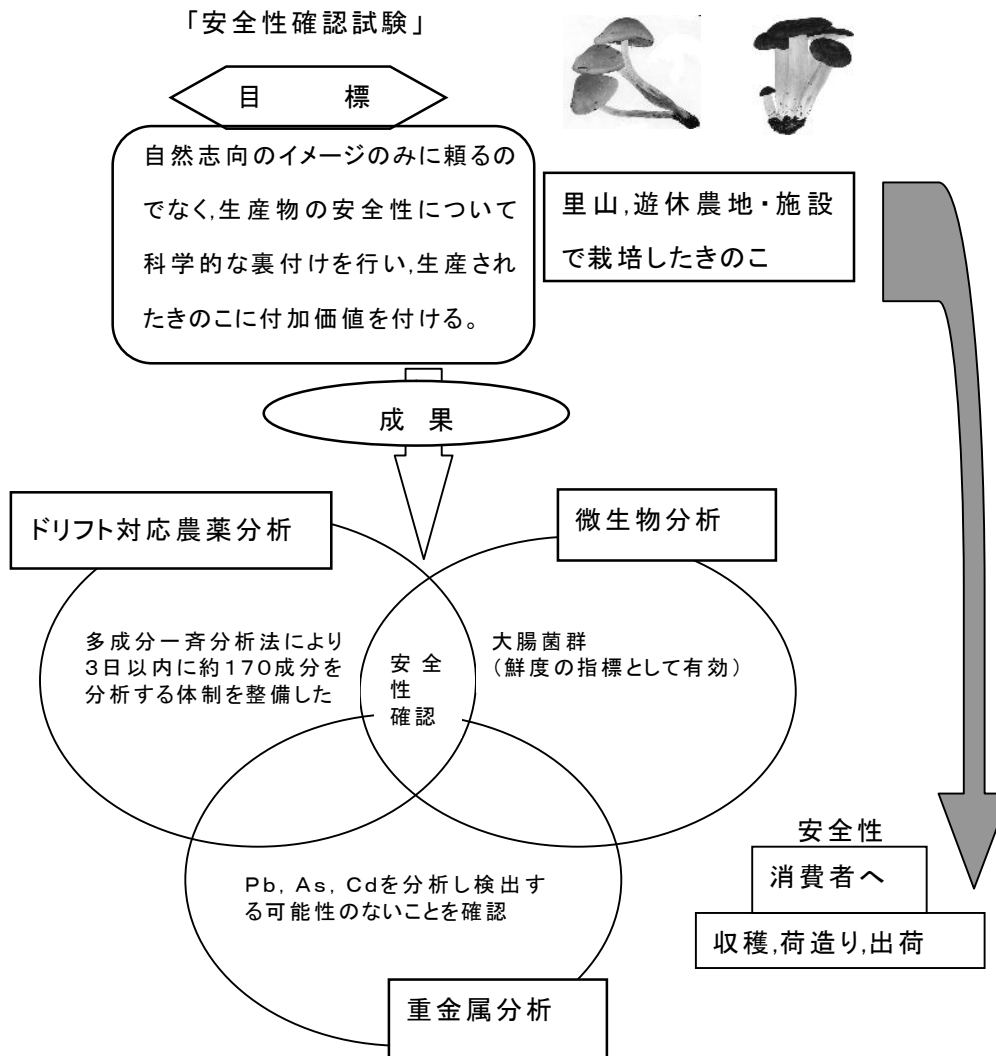 「安全性確認試験」
目　　標
自然志向のイメージのみに頼るの
でなく,生産物の安全性について
科学的な裏付けを行い,生産され
たきのこに付加価値を付ける。
里山,遊休農地・施設
で栽培したきのこ
成 果
ドリフト対応農薬分析
微生物分析
多成分一斉分析法により
3日以内に約170成分を
分析する体制を整備した
安全
性
確認
大腸菌群
(鮮度の指標として有効)
Pb, As, Cdを分析し検出す
る可能性のないことを確認
重金属分析
安全性
消費者へ
収穫,荷造り,出荷